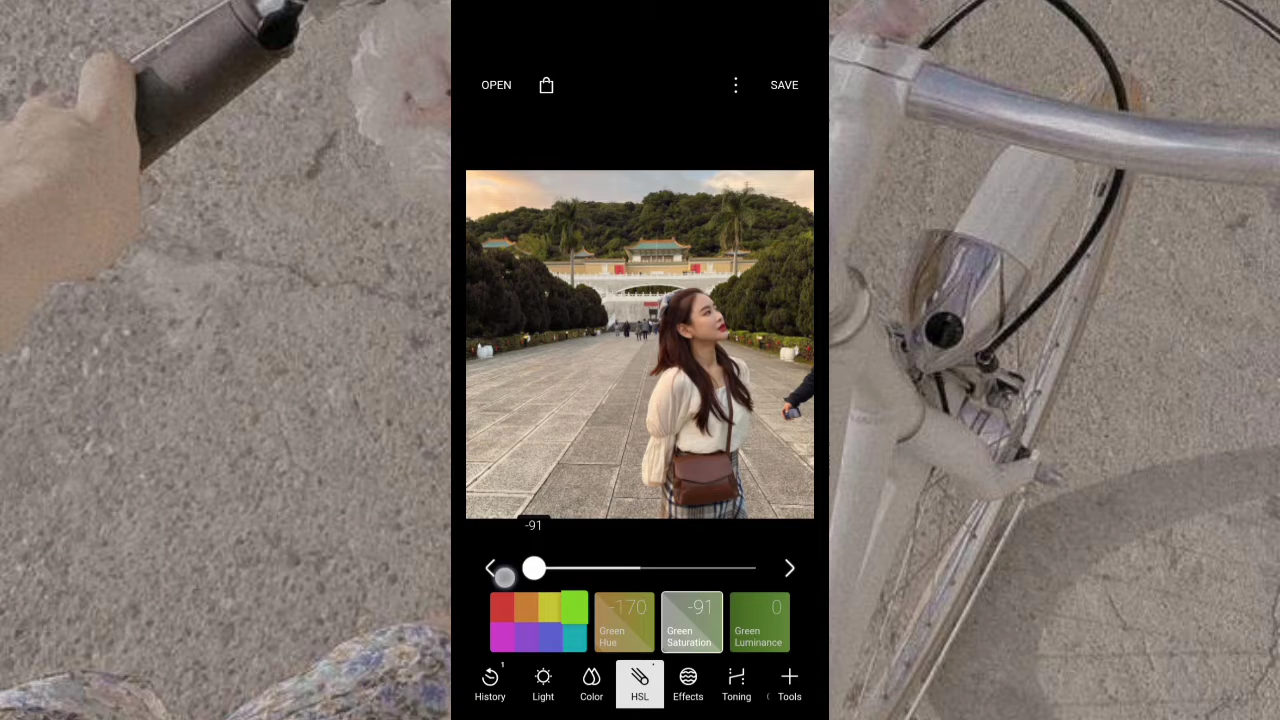 OPEN
SAVE
-91
-170
Green
Hue
-91
Green
Saturation
0
Green
Luminance
1
History
Light
Color
HSL
Effects
Toning
Tools